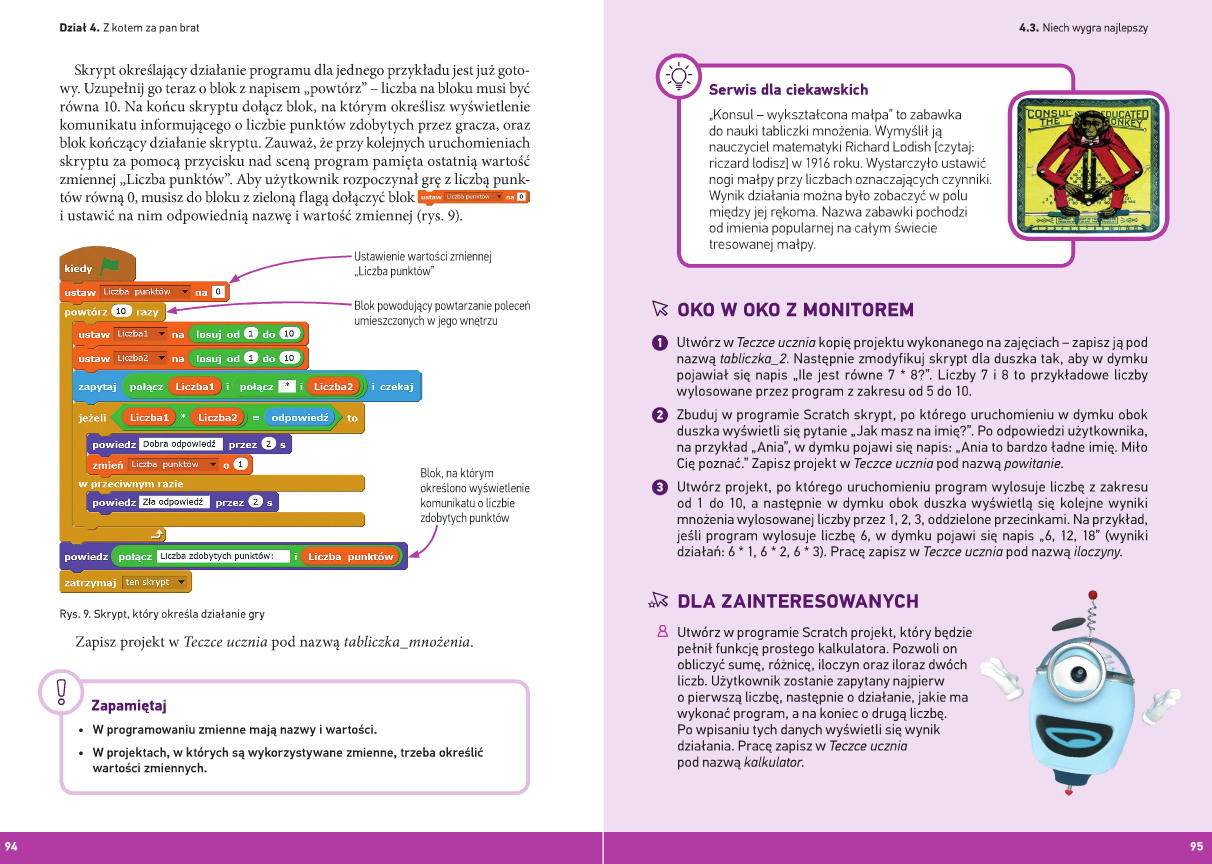 Dział 4. Z kotem za pan brat
Skrypt określający działanie programu dla jednego przykładu jest już goto-
wy. Uzupełnij go teraz o blok z napisem „powtórz” – liczba na bloku musi być
równa 10. Na końcu skryptu dołącz blok, na którym określisz wyświetlenie
komunikatu informującego o liczbie punktów zdobytych przez gracza, oraz
blok kończący działanie skryptu. Zauważ, że przy kolejnych uruchomieniach
skryptu za pomocą przycisku nad sceną program pamięta ostatnią wartość
zmiennej „Liczba punktów”. Aby użytkownik rozpoczynał grę z liczbą punk-
tów równą 0, musisz do bloku z zieloną flagą dołączyć blok ustaw Liczba punktów na 0
i ustawić na nim odpowiednią nazwę i wartość zmiennej (rys. 9).
kiedy
ustaw Liczba punktów na 0
powtórz 10 razy
ustaw Liczba1 na losuj od 1 do 10
ustaw Liczba2 na losuj od 1 do 10
zapytaj połącz Liczba1 i połącz * i Liczba2 i czekaj
jeżeli Liczba1 * Liczba2 = odpowiedź to
powiedz Dobra odpowiedź przez 2 s
zmień Liczba punktów o 1
w przeciwnym razie
powiedz Zła odpowiedź przez 2 s
powiedz połącz Liczba zdobytych punktów: i Liczba punktów
zatrzymaj ten skrypt
Ustawienie wartości zmiennej
„Liczba punktów”
Blok powodujący powtarzanie poleceń
umieszczonych w jego wnętrzu
Blok, na którym
określono wyświetlenie
komunikatu o liczbie
zdobytych punktów
Rys. 9. Skrypt, który określa działanie gry
Zapisz projekt w Teczce ucznia pod nazwą tabliczka_mnożenia.
Zapamiętaj
• W programowaniu zmienne mają nazwy i wartości.
• W projektach, w których są wykorzystywane zmienne, trzeba określić
wartości zmiennych.
94
4.3. Niech wygra najlepszy
Serwis dla ciekawskich
„Konsul – wykształcona małpa” to zabawka
do nauki tabliczki mnożenia. Wymyślił ją
nauczyciel matematyki Richard Lodish [czytaj:
riczard lodisz] w 1916 roku. Wystarczyło ustawić
nogi małpy przy liczbach oznaczających czynniki.
Wynik działania można było zobaczyć w polu
między jej rękoma. Nazwa zabawki pochodzi
od imienia popularnej na całym świecie
tresowanej małpy.
CONSUL EDUCATED
THE MONKEY
OKO W OKO Z MONITOREM
1 Utwórz w Teczce ucznia kopię projektu wykonanego na zajęciach – zapisz ją pod
nazwą tabliczka_2. Następnie zmodyfikuj skrypt dla duszka tak, aby w dymku
pojawiał się napis „Ile jest równe 7 * 8?”. Liczby 7 i 8 to przykładowe liczby
wylosowane przez program z zakresu od 5 do 10.
2 Zbuduj w programie Scratch skrypt, po którego uruchomieniu w dymku obok
duszka wyświetli się pytanie „Jak masz na imię?”. Po odpowiedzi użytkownika,
na przykład „Ania”, w dymku pojawi się napis: „Ania to bardzo ładne imię. Miło
Cię poznać.” Zapisz projekt w Teczce ucznia pod nazwą powitanie.
3 Utwórz projekt, po którego uruchomieniu program wylosuje liczbę z zakresu
od 1 do 10, a następnie w dymku obok duszka wyświetlą się kolejne wyniki
mnożenia wylosowanej liczby przez 1, 2, 3, oddzielone przecinkami. Na przykład,
jeśli program wylosuje liczbę 6, w dymku pojawi się napis „6, 12, 18” (wyniki
działań: 6 * 1, 6 * 2, 6 * 3). Pracę zapisz w Teczce ucznia pod nazwą iloczyny.
DLA ZAINTERESOWANYCH
Utwórz w programie Scratch projekt, który będzie
pełnił funkcję prostego kalkulatora. Pozwoli on
obliczyć sumę, różnicę, iloczyn oraz iloraz dwóch
liczb. Użytkownik zostanie zapytany najpierw
o pierwszą liczbę, następnie o działanie, jakie ma
wykonać program, a na koniec o drugą liczbę.
Po wpisaniu tych danych wyświetli się wynik
działania. Pracę zapisz w Teczce ucznia
pod nazwą kalkulator.
95